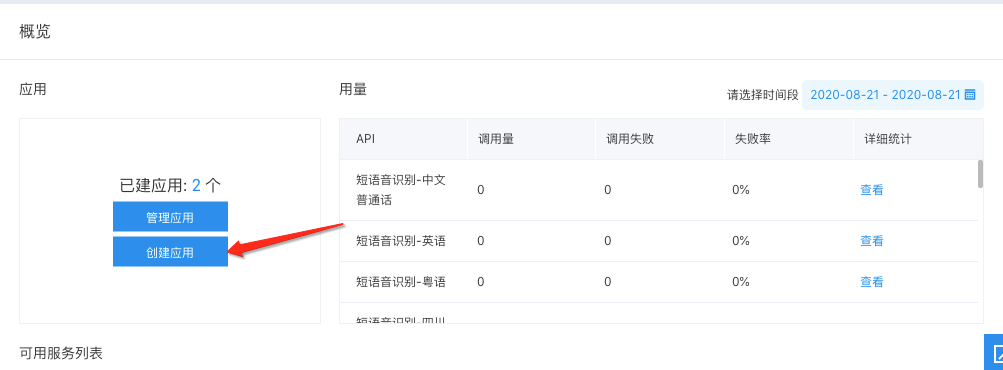 概览
应用
用量
请选择时间段 2020-08-21 - 2020-08-21
已建应用: 2 个
管理应用
创建应用
API 调用量 调用失败 失败率 详细统计
短语音识别-中文
普通话 0 0 0% 查看
短语音识别-英语 0 0 0% 查看
短语音识别-粤语 0 0 0% 查看
短语音识别-四川
可用服务列表